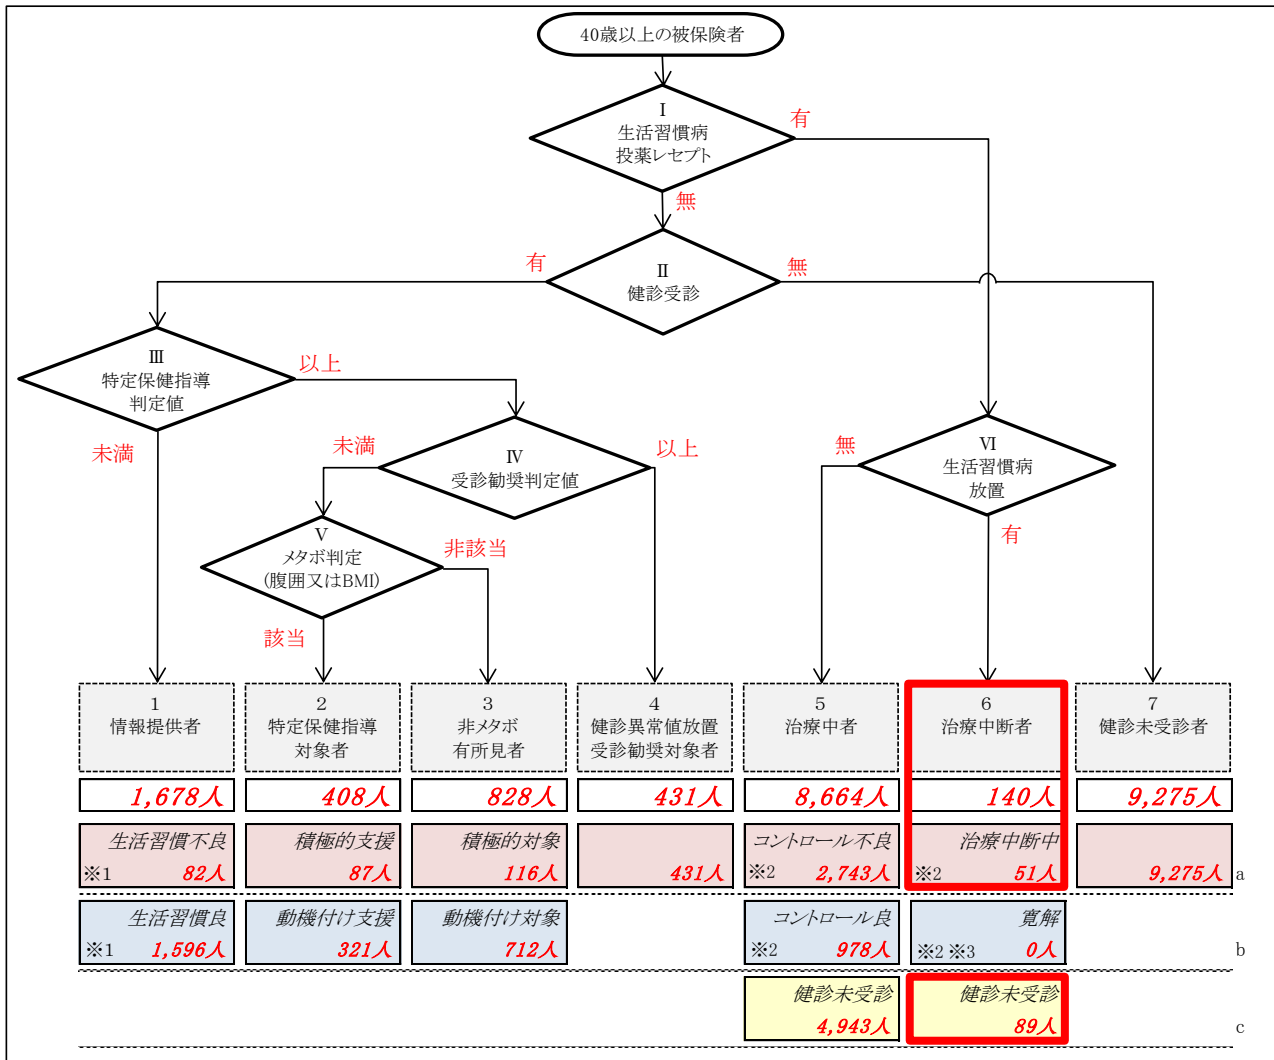 40歳以上の被保険者
Ⅰ
生活習慣病
投薬レセプト
有
無
Ⅱ
健診受診
有
無
Ⅲ
特定保健指導
判定値
以上
未満
Ⅳ
受診勧奨判定値
未満
以上
Ⅵ
生活習慣病
放置
無
有
Ⅴ
メタボ判定
(腹囲又はBMI)
非該当
該当
1
情報提供者
2
特定保健指導
対象者
3
非メタボ
有所見者
4
健診異常値放置
受診勧奨対象者
5
治療中者
6
治療中断者
7
健診未受診者
1,678人
408人
828人
431人
8,664人
140人
9,275人
生活習慣不良
※1 82人
積極的支援
87人
積極的対象
116人
431人
コントロール不良
※2 2,743人
治療中断中
※2 51人
9,275人
a
生活習慣良
※1 1,596人
動機付け支援
321人
動機付け対象
712人
コントロール良
※2 978人
寛解
※2 ※3 0人
b
健診未受診
4,943人
健診未受診
89人
c